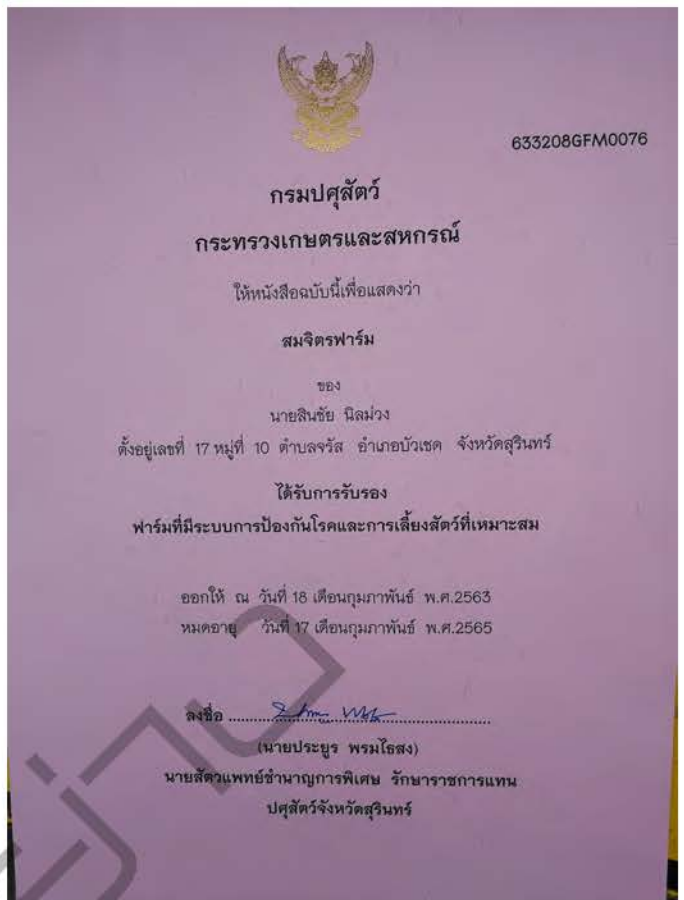 633208GFM0076
กรมปศุสัตว์
กระทรวงเกษตรและสหกรณ์
ให้หนังสือฉบับนี้เพื่อแสดงว่า
สมจิตรฟาร์ม
ของ
นายสินชัย นิลม่วง
ตั้งอยู่เลขที่ 17 หมู่ที่ 10 ตำบลจรัส อำเภอบัวเชด จังหวัดสุรินทร์
ได้รับการรับรอง
ฟาร์มที่มีระบบการป้องกันโรคและการเลี้ยงสัตว์ที่เหมาะสม
ออกให้ ณ วันที่ 18 เดือนกุมภาพันธ์ พ.ศ.2563
หมดอายุ วันที่ 17 เดือนกุมภาพันธ์ พ.ศ.2565
ลงชื่อ
(นายประยูร พรมไธสง)
นายสัตวแพทย์ชำนาญการพิเศษ รักษาราชการแทน
ปศุสัตว์จังหวัดสุรินทร์